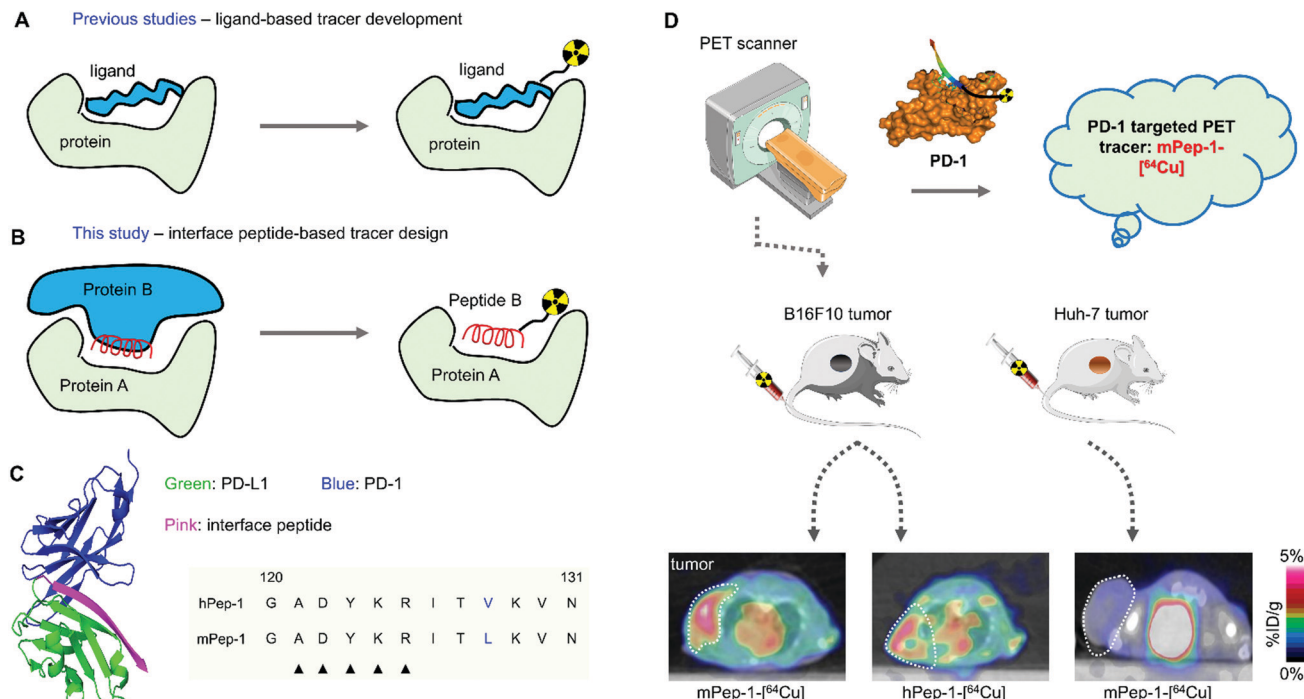 A
Previous studies – ligand-based tracer development
ligand
protein
ligand
protein
B
This study – interface peptide-based tracer design
Protein B
Protein A
Peptide B
Protein A
C
Green: PD-L1 Blue: PD-1
Pink: interface peptide
120 131
hPep-1 G A D Y K R I T V K V N
mPep-1 G A D Y K R I T L K V N
D
PET scanner
PD-1
PD-1 targeted PET
tracer: mPep-1-
[⁶⁴Cu]
B16F10 tumor
Huh-7 tumor
tumor
mPep-1-[⁶⁴Cu]
hPep-1-[⁶⁴Cu]
mPep-1-[⁶⁴Cu]
5%
%ID/g
0%